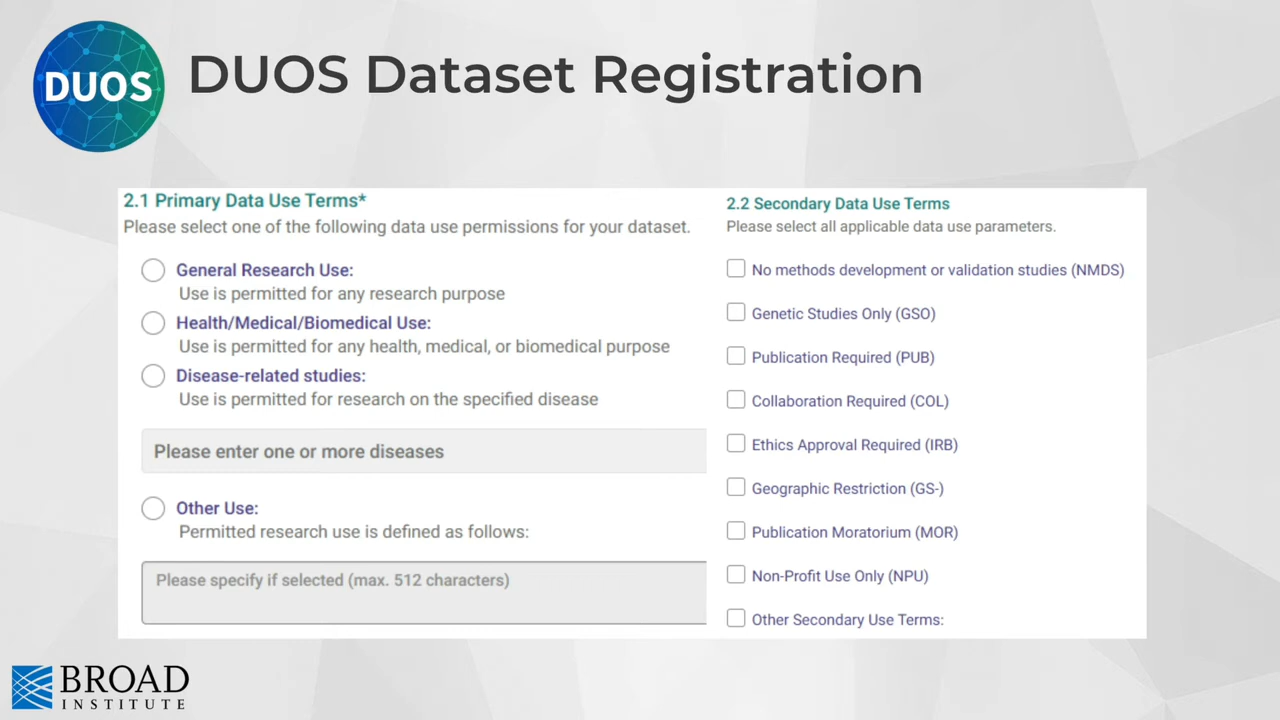 DUOS
DUOS Dataset Registration
2.1 Primary Data Use Terms*
Please select one of the following data use permissions for your dataset.
General Research Use:
Use is permitted for any research purpose
Health/Medical/Biomedical Use:
Use is permitted for any health, medical, or biomedical purpose
Disease-related studies:
Use is permitted for research on the specified disease
Please enter one or more diseases
Other Use:
Permitted research use is defined as follows:
Please specify if selected (max. 512 characters)
2.2 Secondary Data Use Terms
Please select all applicable data use parameters.
No methods development or validation studies (NMDS)
Genetic Studies Only (GSO)
Publication Required (PUB)
Collaboration Required (COL)
Ethics Approval Required (IRB)
Geographic Restriction (GS-)
Publication Moratorium (MOR)
Non-Profit Use Only (NPU)
Other Secondary Use Terms:
BROAD
INSTITUTE